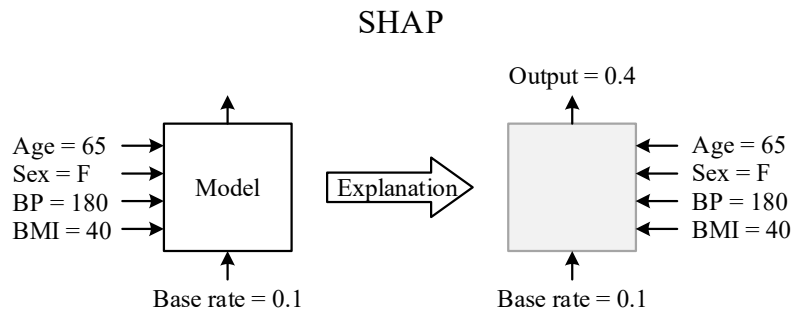 SHAP
Output = 0.4
Age = 65
Sex = F
BP = 180
BMI = 40
Model
Explanation
Age = 65
Sex = F
BP = 180
BMI = 40
Base rate = 0.1
Base rate = 0.1